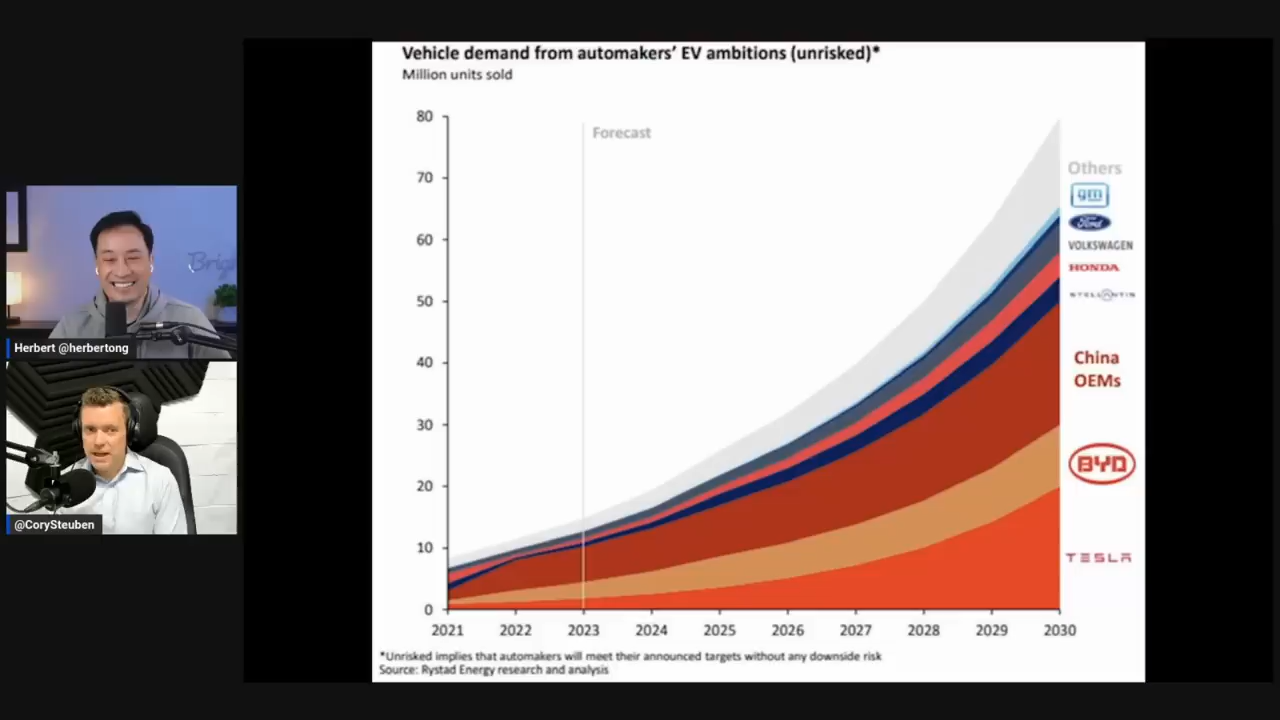 Vehicle demand from automakers' EV ambitions (unrisked)*
Million units sold
80
70
60
50
40
30
20
10
0
Forecast
2021 2022 2023 2024 2025 2026 2027 2028 2029 2030
Others
gm
Ford
VOLKSWAGEN
HONDA
STELLANTIS
China
OEMs
BYD
TESLA
*Unrisked implies that automakers will meet their announced targets without any downside risk
Source: Rystad Energy research and analysis
Herbert @herbertong
@CorySteuben